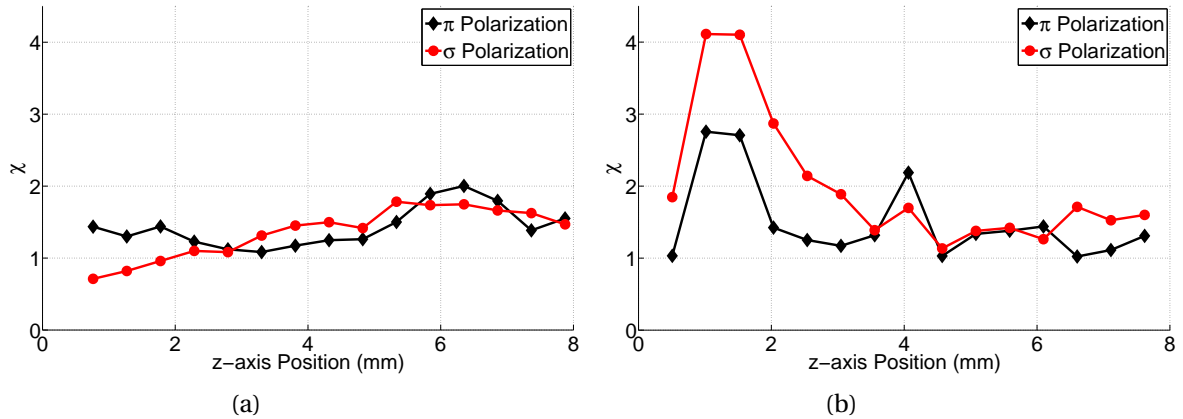 4
3
2
1
0
χ
0
2
4
6
8
z-axis Position (mm)
π Polarization
σ Polarization
(a)
4
3
2
1
0
χ
0
2
4
6
8
z-axis Position (mm)
π Polarization
σ Polarization
(b)